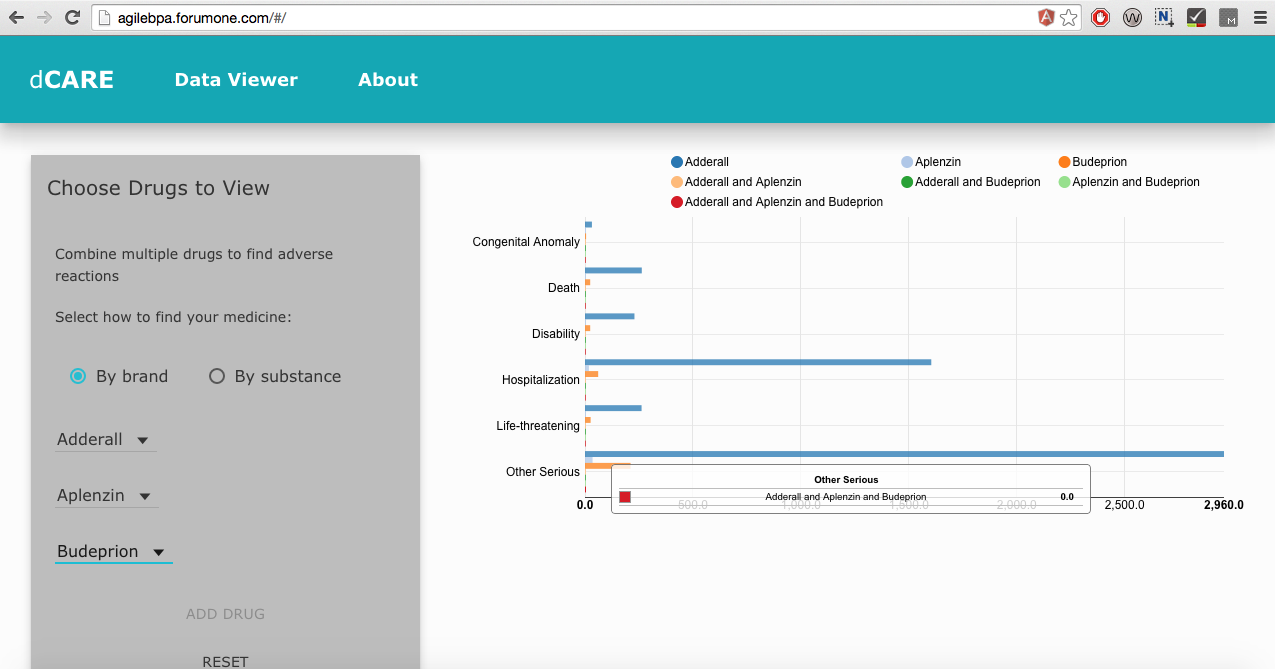 agilebpa.forumone.com/#/
dCARE Data Viewer About
Choose Drugs to View
Combine multiple drugs to find adverse
reactions
Select how to find your medicine:
By brand By substance
Adderall
Aplenzin
Budeprion
ADD DRUG
RESET
Adderall Aplenzin Budeprion
Adderall and Aplenzin Adderall and Budeprion Aplenzin and Budeprion
Adderall and Aplenzin and Budeprion
Congenital Anomaly
Death
Disability
Hospitalization
Life-threatening
Other Serious
Other Serious
Adderall and Aplenzin and Budeprion 0.0
0.0 500.0 1,000.0 1,500.0 2,000.0 2,500.0 2,960.0